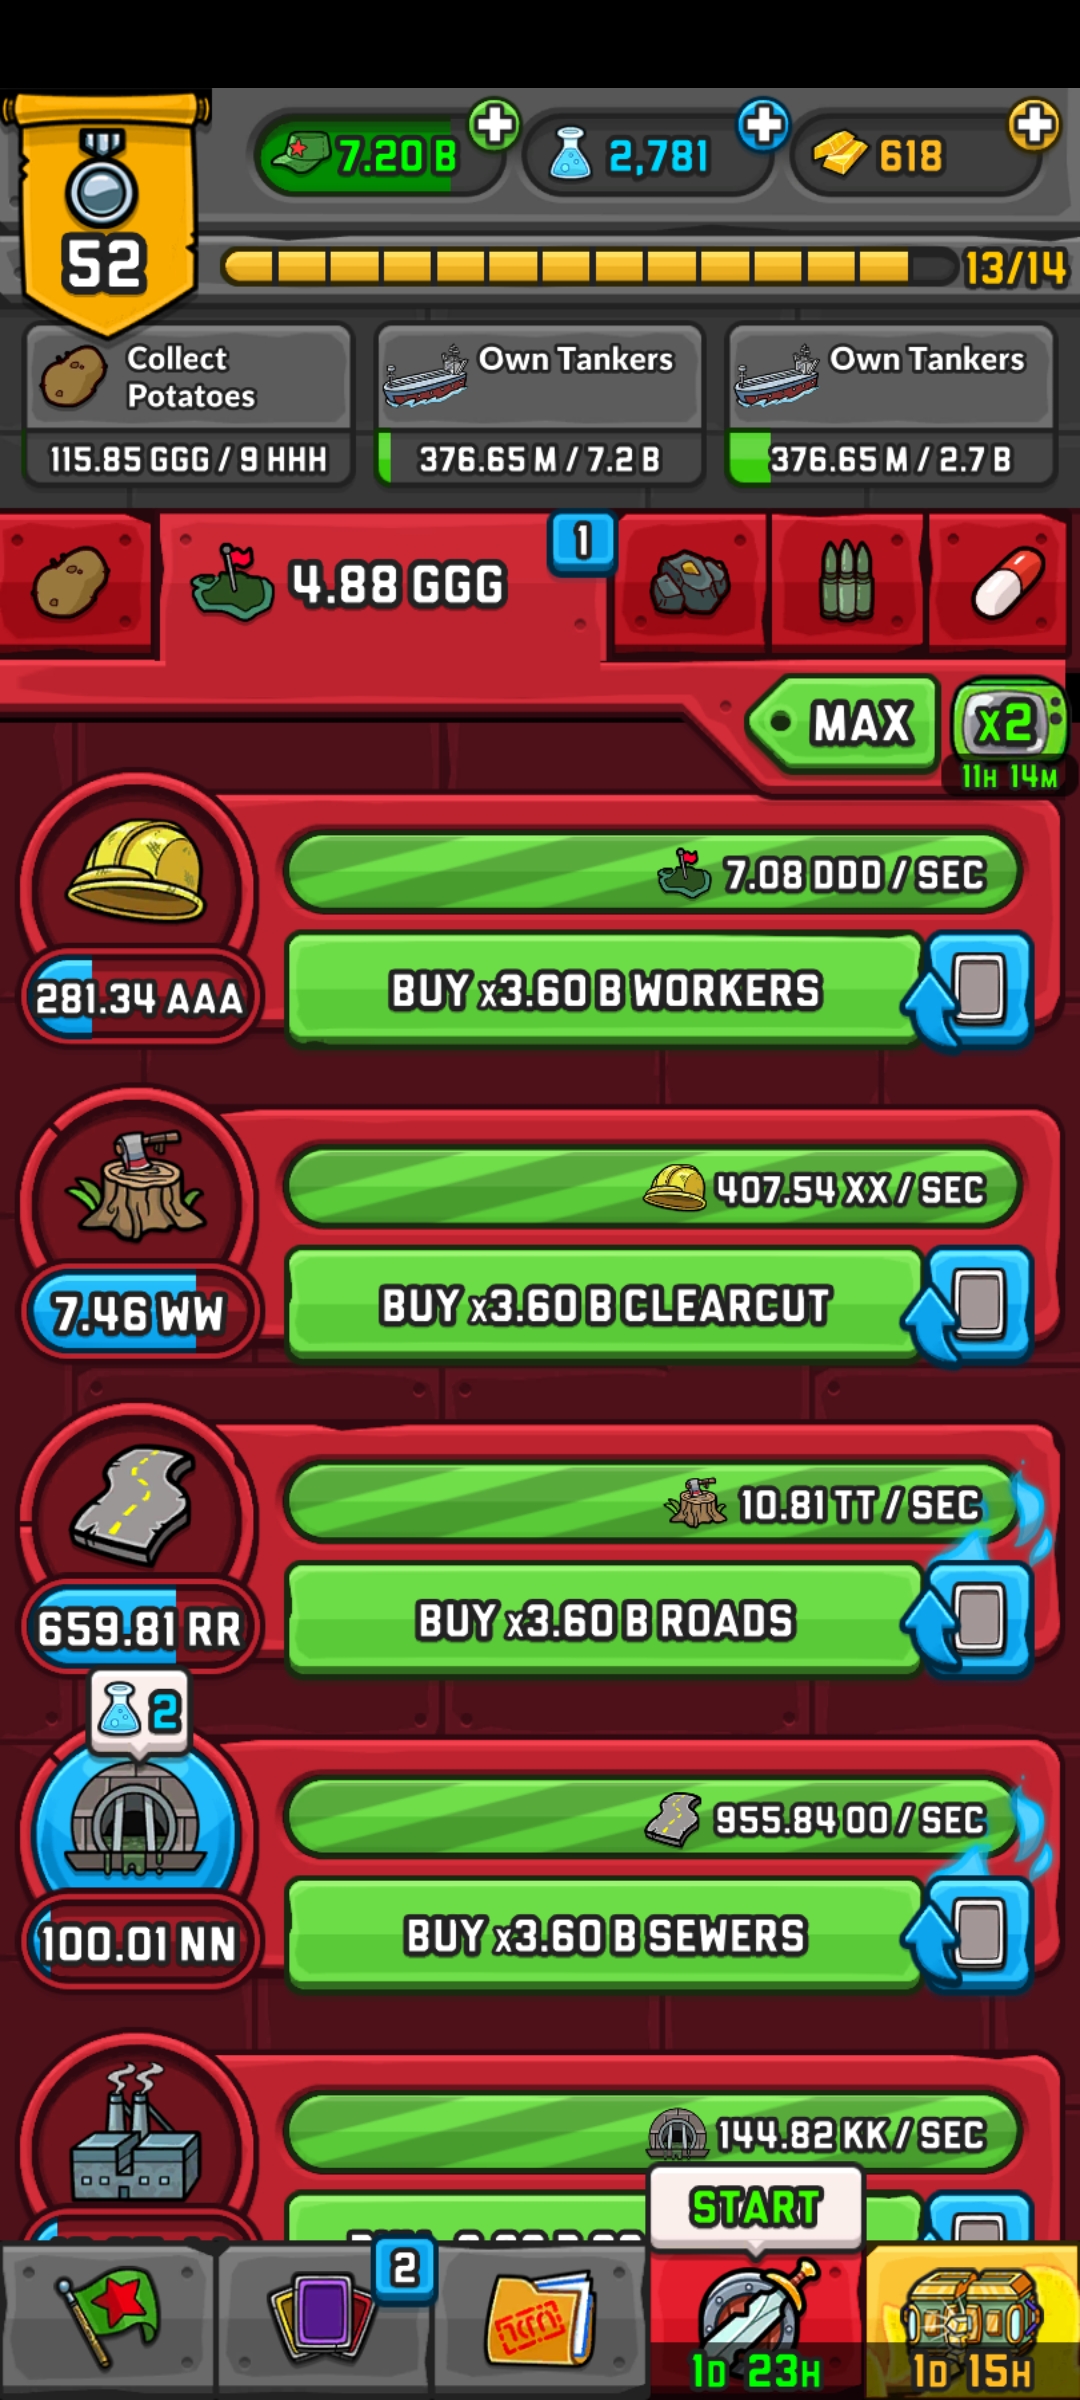 7.20 B
2,781
618
52
13/14
Collect
Potatoes
115.85 GGG / 9 HHH
Own Tankers
376.65 M / 7.2 B
Own Tankers
376.65 M / 2.7 B
4.88 GGG
1
MAX
x2
11H 14M
7.08 DDD / SEC
281.34 AAA
BUY x3.60 B WORKERS
407.54 XX / SEC
7.46 WW
BUY x3.60 B CLEARCUT
10.81 TT / SEC
659.81 RR
BUY x3.60 B ROADS
2
955.84 OO / SEC
100.01 NN
BUY x3.60 B SEWERS
144.82 KK / SEC
START
2
1D 23H
1D 15H